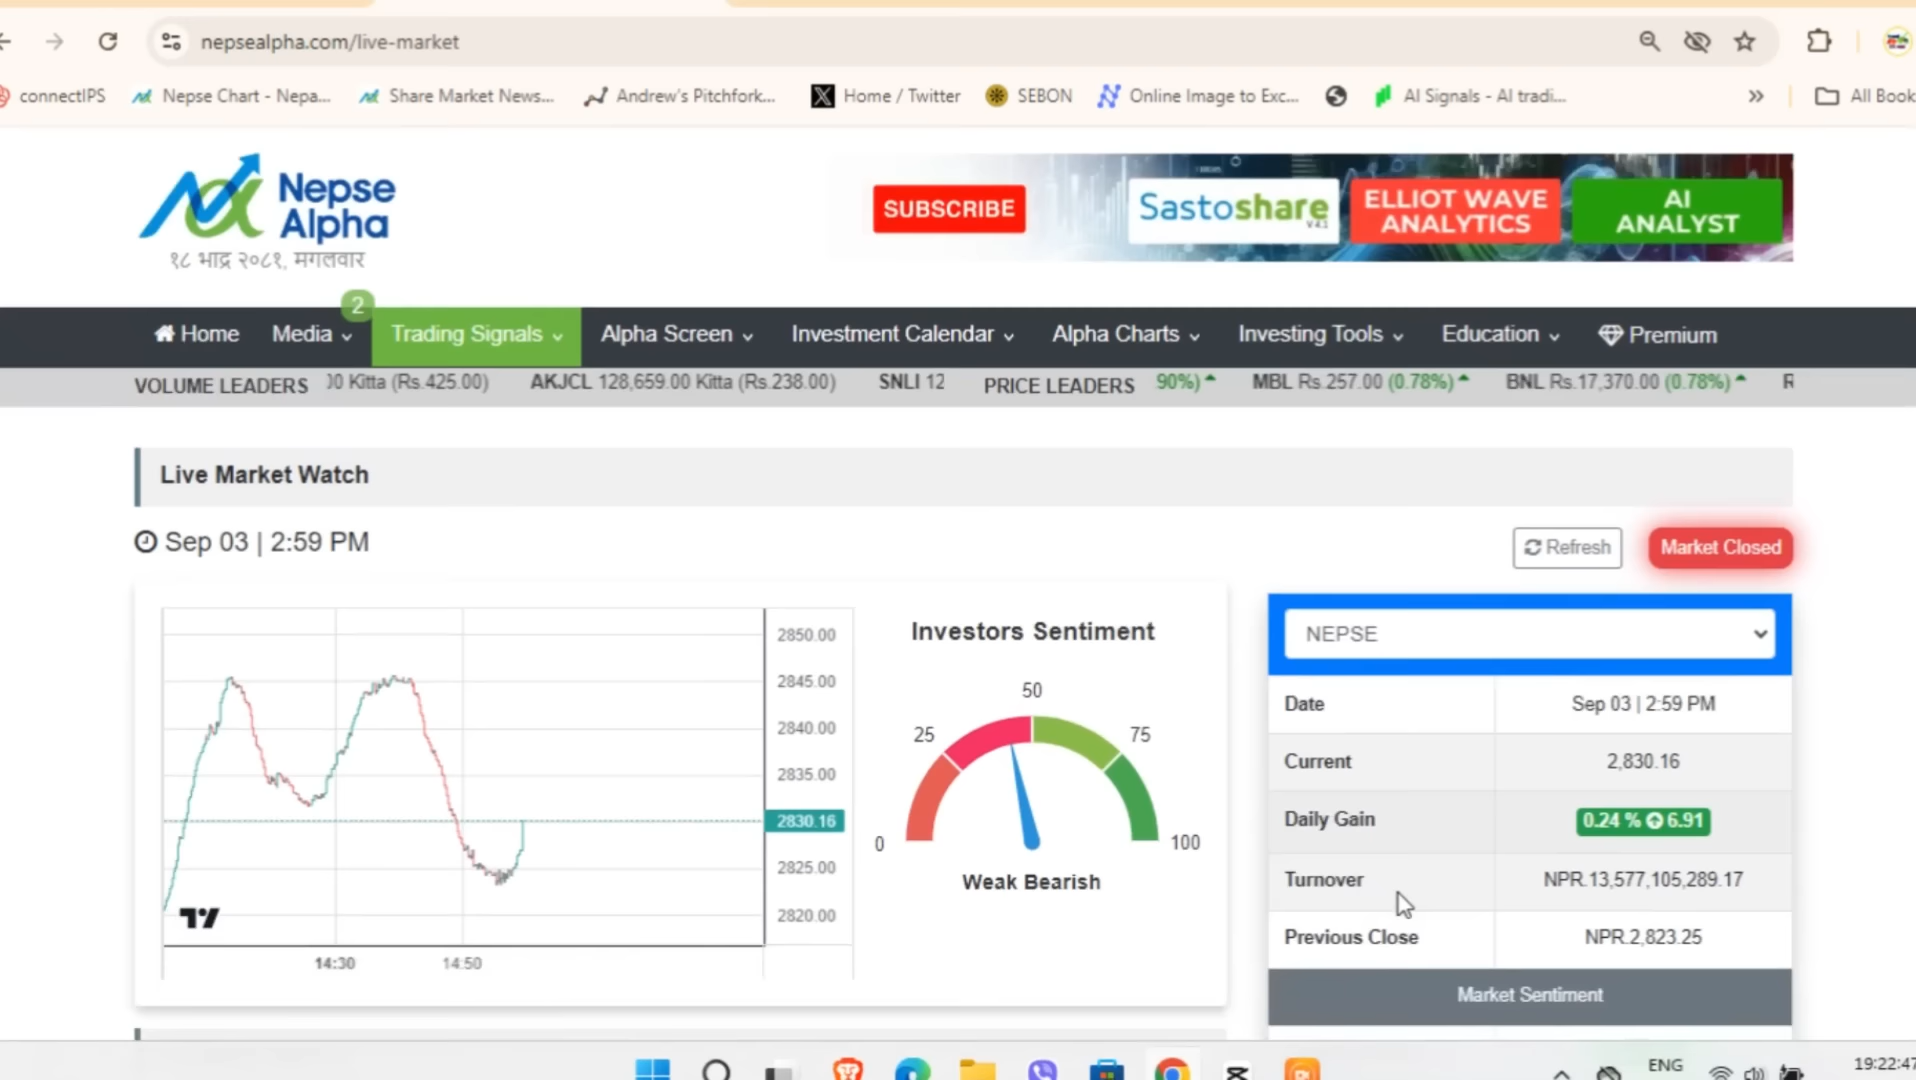 nepsealpha.com/live-market
connectIPS
Nepse Chart - Nepa...
Share Market News...
Andrew's Pitchfork...
Home / Twitter
SEBON
Online Image to Exc...
AI Signals - AI tradi...
All Book
Nepse
Alpha
१८ भाद्र २०८१, मंगलवार
SUBSCRIBE
Sastoshare
V 4.1
ELLIOT WAVE
ANALYTICS
AI
ANALYST
2
Home
Media
Trading Signals
Alpha Screen
Investment Calendar
Alpha Charts
Investing Tools
Education
Premium
VOLUME LEADERS
00 Kitta (Rs.425.00)
AKJCL 128,659.00 Kitta (Rs.238.00)
SNLI 12
PRICE LEADERS
90%)
MBL Rs.257.00 (0.78%)
BNL Rs.17,370.00 (0.78%)
R
Live Market Watch
Sep 03 | 2:59 PM
Refresh
Market Closed
2850.00
2845.00
2840.00
2835.00
2830.16
2825.00
2820.00
14:30
14:50
Investors Sentiment
50
25
75
0
100
Weak Bearish
NEPSE
Date
Sep 03 | 2:59 PM
Current
2,830.16
Daily Gain
0.24 % 6.91
Turnover
NPR.13,577,105,289.17
Previous Close
NPR.2,823.25
Market Sentiment
ENG
19:22:47